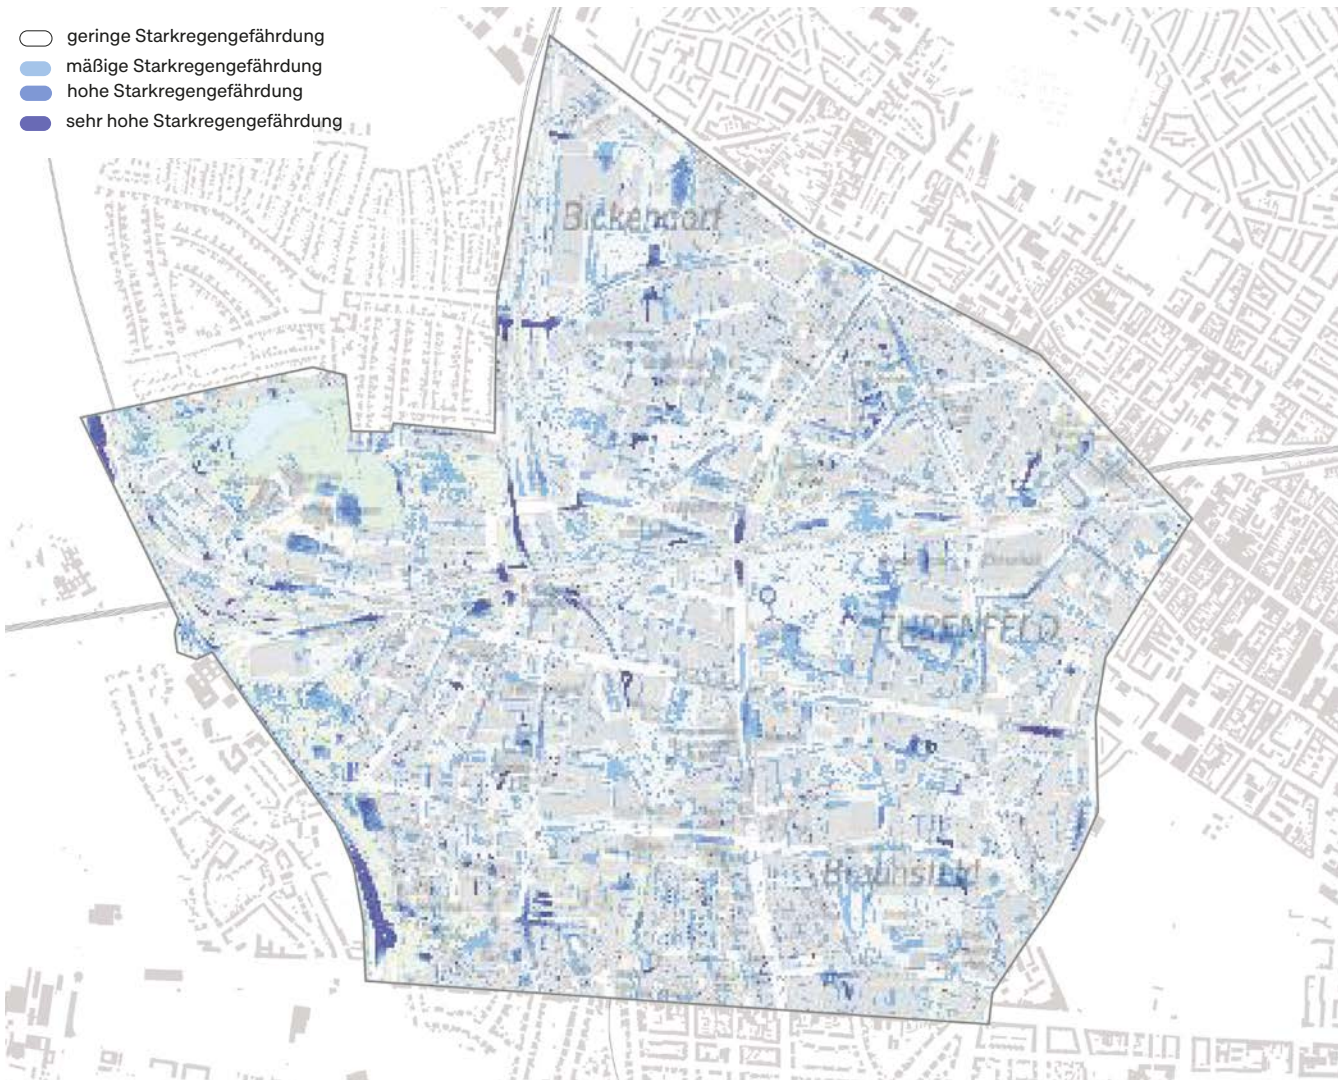 geringe Starkregengefährdung
mäßige Starkregengefährdung
hohe Starkregengefährdung
sehr hohe Starkregengefährdung
Bickendorf
EHRENFELD
Braunsfeld